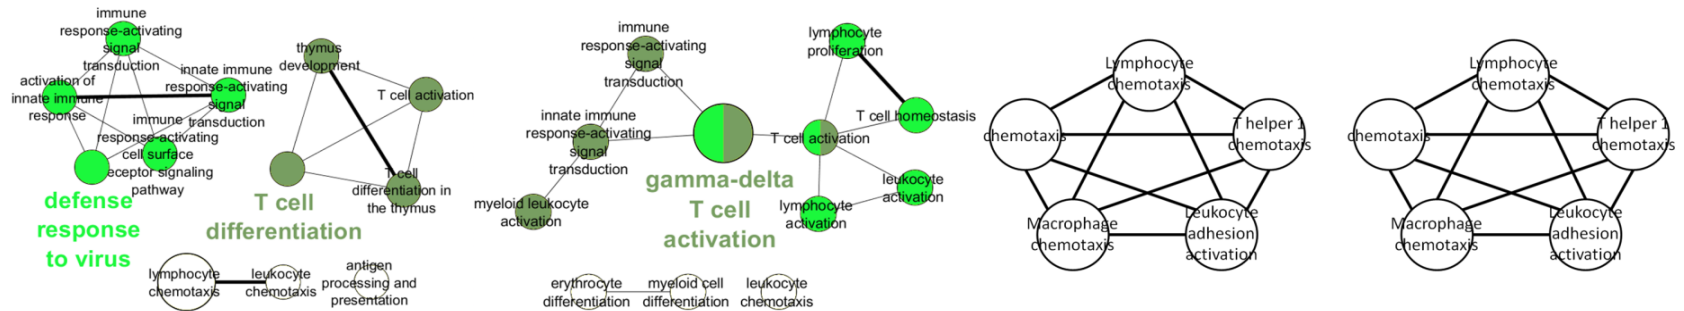 immune
response-activating
signal
transduction
activation of
innate immune
response
innate immune
response-activating
signal
transduction
immune
response-activating
cell surface
eceptor signaling
pathway
defense
response
to virus
thymus
development
T cell activation
T cell
differentiation in
the thymus
T cell
differentiation
lymphocyte
chemotaxis
leukocyte
chemotaxis
antigen
processing and
presentation
immune
response-activating
signal
transduction
innate immune
response-activating
signal
transduction
myeloid leukocyte
activation
gamma-delta
T cell
activation
lymphocyte
proliferation
T cell homeostasis
T cell activation
leukocyte
activation
lymphocyte
activation
erythrocyte
differentiation
myeloid cell
differentiation
leukocyte
chemotaxis
Lymphocyte
chemotaxis
chemotaxis
T helper 1
chemotaxis
Macrophage
chemotaxis
Leukocyte
adhesion
activation
Lymphocyte
chemotaxis
chemotaxis
T helper 1
chemotaxis
Macrophage
chemotaxis
Leukocyte
adhesion
activation